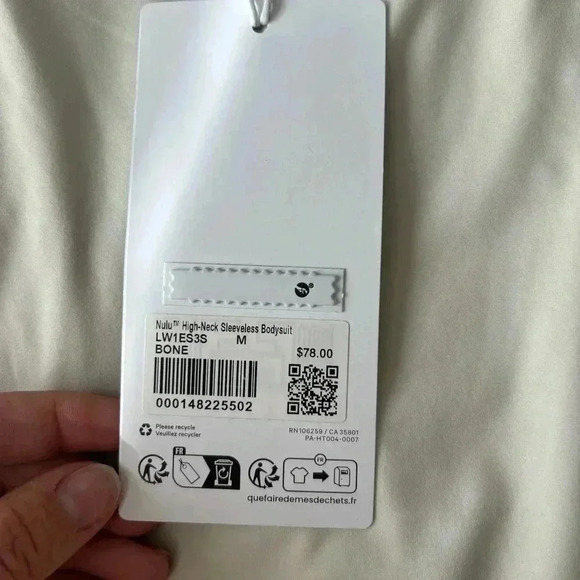 Nulu™ High-Neck Sleeveless Bodysuit
LW1ES3S M
BONE
$78.00
000148225502
Please recycle
Veuillez recycler
RN106259 / CA 35801
PA-HT004-0007
FR
FR
quefairedemesdechets.fr